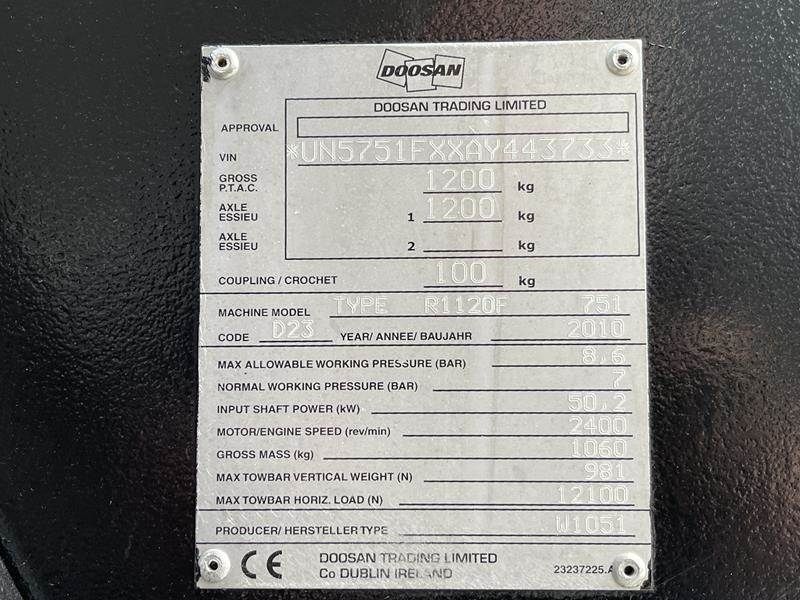 DOOSAN
DOOSAN TRADING LIMITED
APPROVAL
VIN *UN5751FXXAY443733*
GROSS P.T.A.C. 1200 kg
AXLE ESSIEU 1 1200 kg
AXLE ESSIEU 2 kg
COUPLING / CROCHET 100 kg
MACHINE MODEL TYPE R1120F 751
CODE D23 YEAR/ ANNEE/ BAUJAHR 2010
MAX ALLOWABLE WORKING PRESSURE (BAR) 8,6
NORMAL WORKING PRESSURE (BAR) 7
INPUT SHAFT POWER (kW) 50,2
MOTOR/ENGINE SPEED (rev/min) 2400
GROSS MASS (kg) 1060
MAX TOWBAR VERTICAL WEIGHT (N) 981
MAX TOWBAR HORIZ. LOAD (N) 12100
PRODUCER/ HERSTELLER TYPE W1051
CE DOOSAN TRADING LIMITED
Co DUBLIN IRELAND 23237225.A